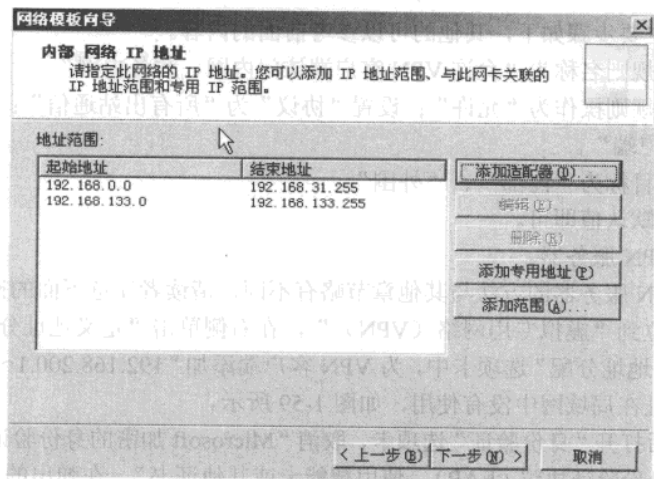 网络模板向导
内部 网络 IP 地址
请指定此网络的 IP 地址。您可以添加 IP 地址范围、与此网卡关联的
IP 地址范围和专用 IP 范围。
地址范围:
起始地址 结束地址
192.168.0.0 192.168.31.255
192.168.133.0 192.168.133.255
添加适配器(D)...
编辑(E)...
删除(R)
添加专用地址(P)
添加范围(A)...
< 上一步(B) 下一步(N) > 取消